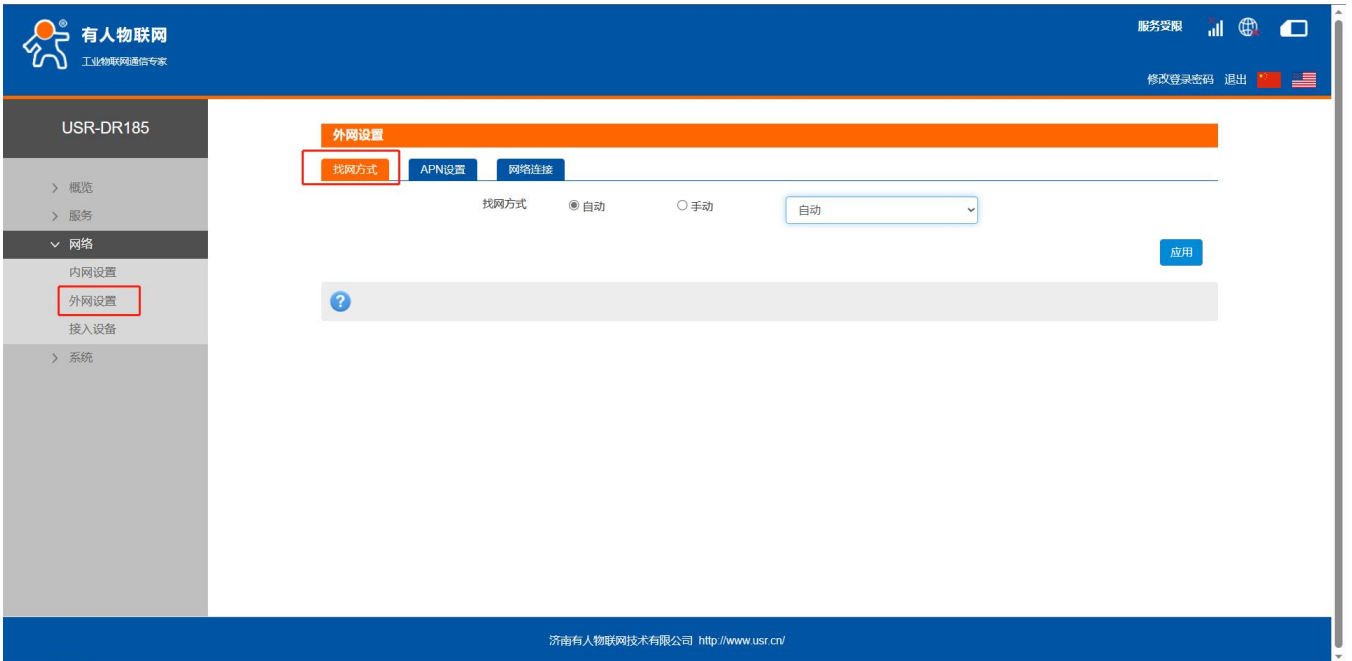 有人物联网®
工业物联网通信专家
服务受限
修改登录密码 退出
USR-DR185
概览
服务
网络
内网设置
外网设置
接入设备
系统
外网设置
找网方式 APN设置 网络连接
找网方式 自动 手动 自动
应用
?
济南有人物联网技术有限公司 http://www.usr.cn/